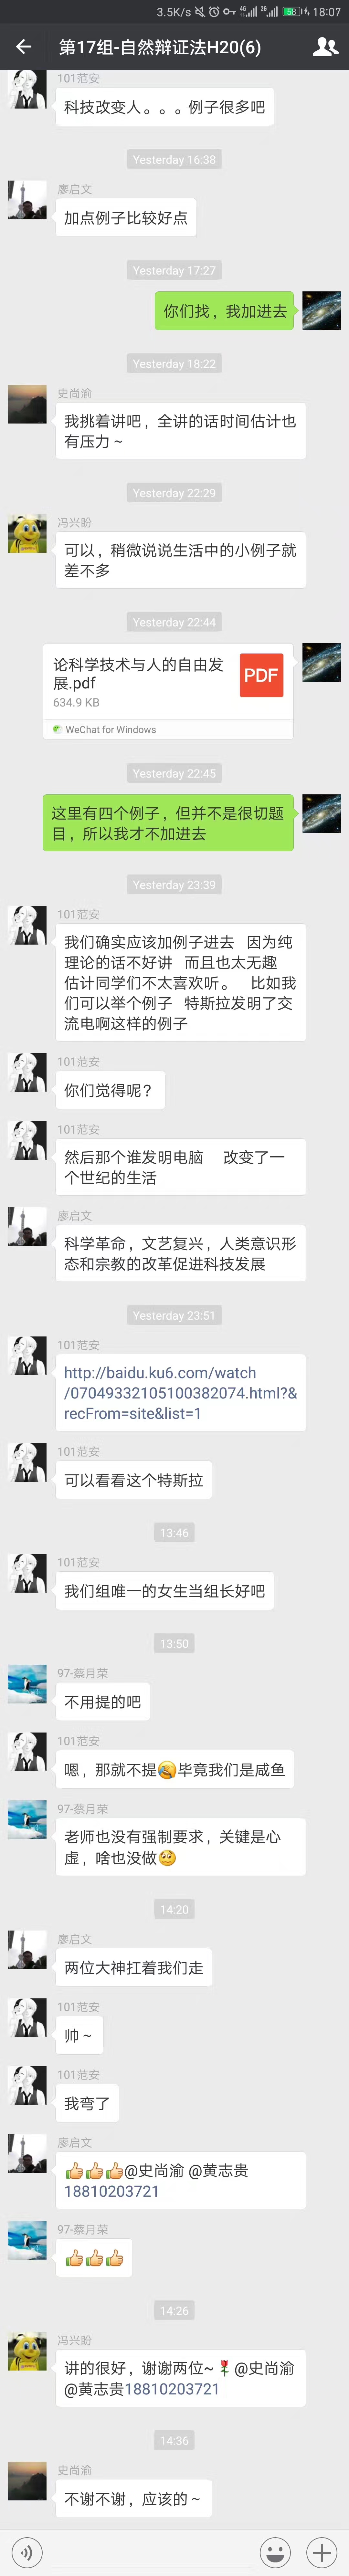 3.5K/s 4G 2G 58 18:07
第17组-自然辩证法H20(6)
101范安
科技改变人。。。例子很多吧
Yesterday 16:38
廖启文
加点例子比较好点
Yesterday 17:27
你们找，我加进去
Yesterday 18:22
史尚渝
我挑着讲吧，全讲的话时间估计也
有压力～
Yesterday 22:29
冯兴盼
可以，稍微说说生活中的小例子就
差不多
Yesterday 22:44
论科学技术与人的自由发
展.pdf
PDF
634.9 KB
WeChat for Windows
Yesterday 22:45
这里有四个例子，但并不是很切题
目，所以我才不加进去
Yesterday 23:39
101范安
我们确实应该加例子进去 因为纯
理论的话不好讲 而且也太无趣
估计同学们不太喜欢听。 比如我
们可以举个例子 特斯拉发明了交
流电啊这样的例子
101范安
你们觉得呢？
101范安
然后那个谁发明电脑 改变了一
个世纪的生活
廖启文
科学革命，文艺复兴，人类意识形
态和宗教的改革促进科技发展
Yesterday 23:51
101范安
http://baidu.ku6.com/watch
/07049332105100382074.html?&
recFrom=site&list=1
101范安
可以看看这个特斯拉
13:46
101范安
我们组唯一的女生当组长好吧
13:50
97-蔡月荣
不用提的吧
101范安
嗯，那就不提😹毕竟我们是咸鱼
97-蔡月荣
老师也没有强制要求，关键是心
虚，啥也没做
14:20
廖启文
两位大神扛着我们走
101范安
帅～
101范安
我弯了
廖启文
👍👍👍@史尚渝 @黄志贵
18810203721
97-蔡月荣
👍👍👍
14:26
冯兴盼
讲的很好，谢谢两位~🌹@史尚渝
@黄志贵18810203721
14:36
史尚渝
不谢不谢，应该的～